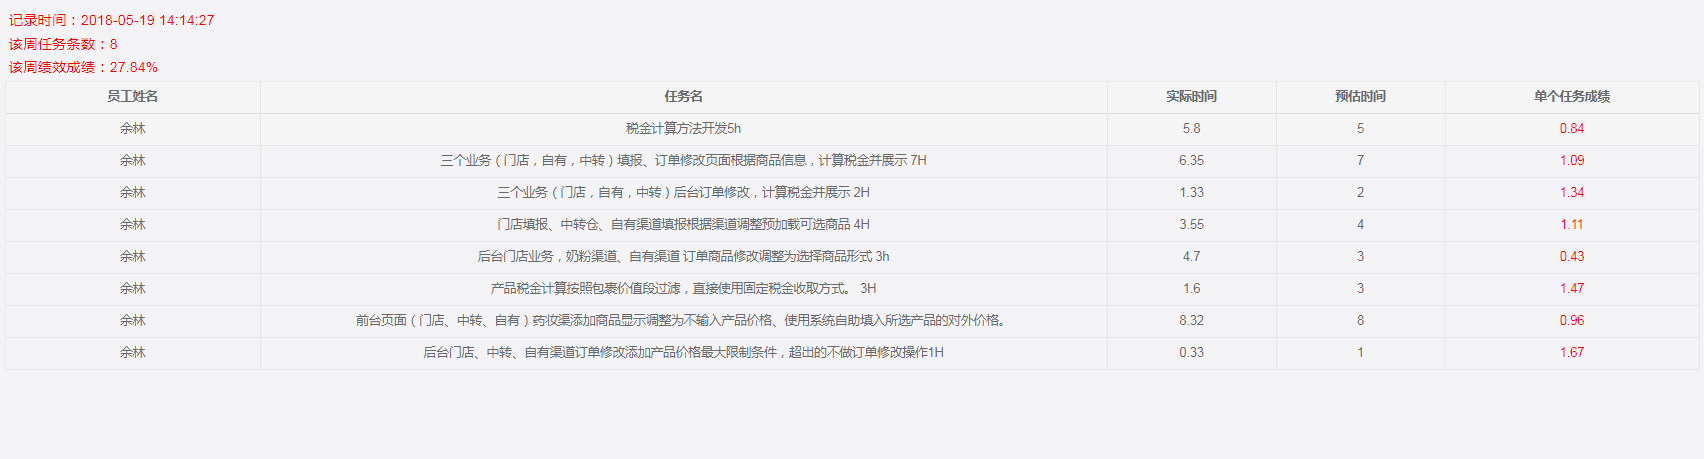 记录时间：2018-05-19 14:14:27
该周任务条数：8
该周绩效成绩：27.84%
员工姓名 任务名 实际时间 预估时间 单个任务成绩
余林 税金计算方法开发5h 5.8 5 0.84
余林 三个业务（门店，自有，中转）填报、订单修改页面根据商品信息，计算税金并展示 7H 6.35 7 1.09
余林 三个业务（门店，自有，中转）后台订单修改，计算税金并展示 2H 1.33 2 1.34
余林 门店填报、中转仓、自有渠道填报根据渠道调整预加载可选商品 4H 3.55 4 1.11
余林 后台门店业务，奶粉渠道、自有渠道 订单商品修改调整为选择商品形式 3h 4.7 3 0.43
余林 产品税金计算按照包裹价值段过滤，直接使用固定税金收取方式。 3H 1.6 3 1.47
余林 前台页面（门店、中转、自有）药妆渠添加商品显示调整为不输入产品价格、使用系统自助填入所选产品的对外价格。 8.32 8 0.96
余林 后台门店、中转、自有渠道订单修改添加产品价格最大限制条件，超出的不做订单修改操作1H 0.33 1 1.67